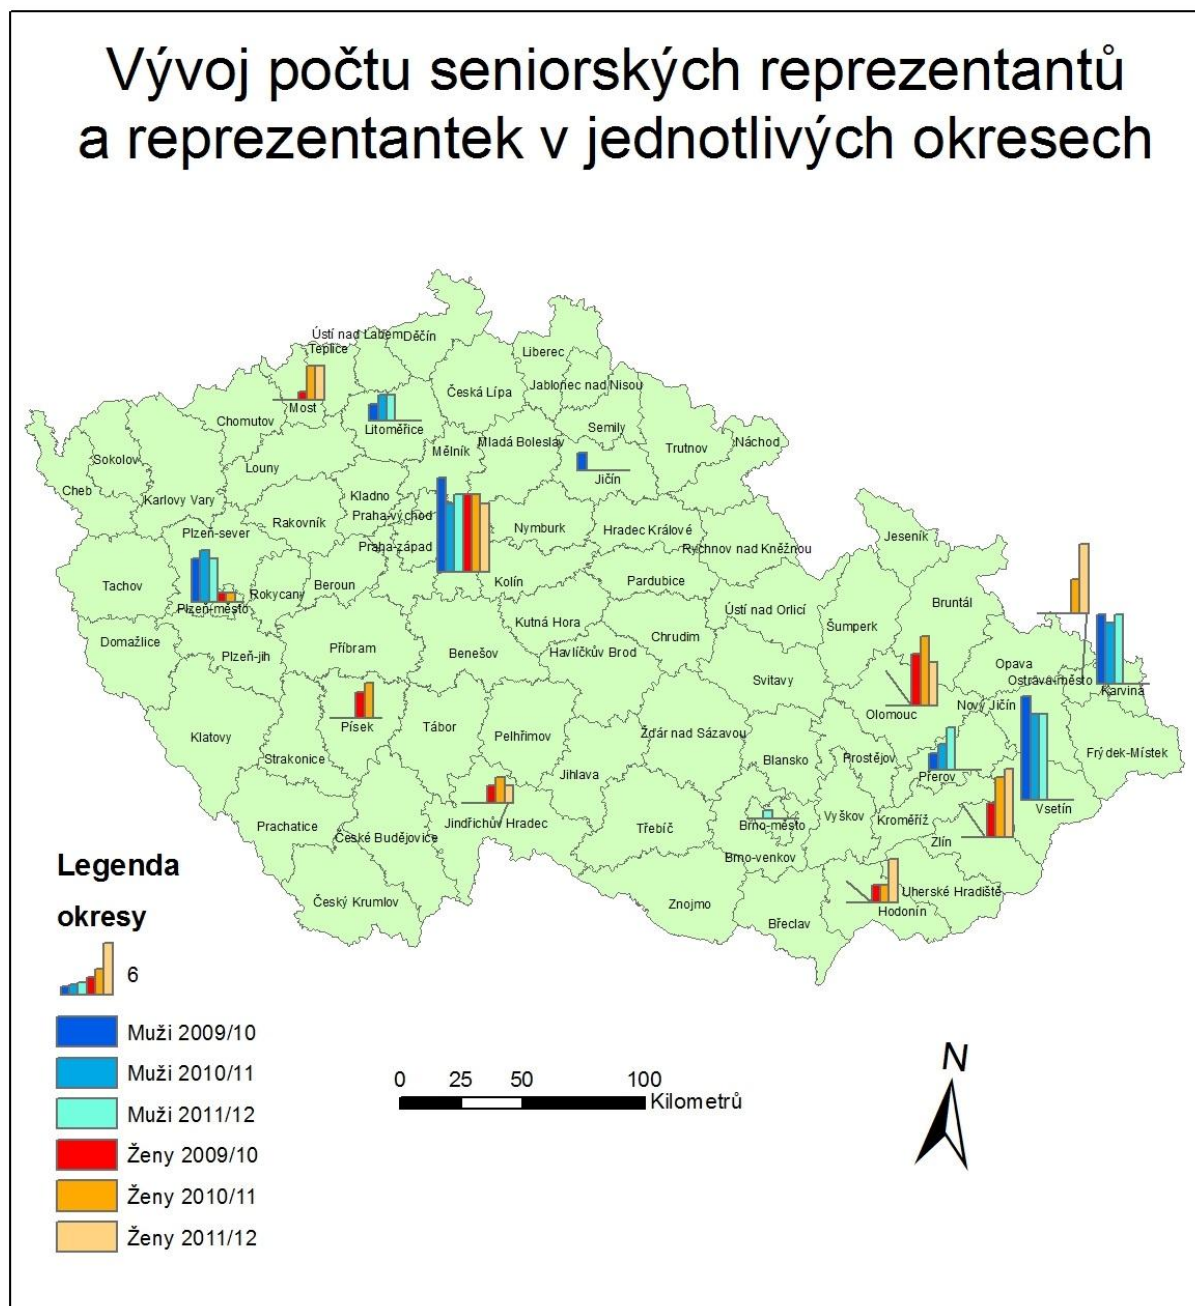 Vývoj počtu seniorských reprezentantů
a reprezentantek v jednotlivých okresech
Ústí nad Labem
Děčín
Teplice
Liberec
Jablonec nad Nisou
Česká Lípa
Most
Chomutov
Litoměřice
Semily
Trutnov
Náchod
Mladá Boleslav
Mělník
Jičín
Sokolov
Louny
Cheb
Karlovy Vary
Kladno
Praha-východ
Rakovník
Nymburk
Hradec Králové
Plzeň-sever
Praha-západ
Rychnov nad Kněžnou
Jeseník
Tachov
Rokycany
Beroun
Kolín
Pardubice
Plzeň-město
Ústí nad Orlicí
Bruntál
Kutná Hora
Šumperk
Domažlice
Plzeň-jih
Příbram
Benešov
Havlíčkův Brod
Chrudim
Opava
Ostrava-město
Karviná
Svitavy
Olomouc
Nový Jičín
Písek
Tábor
Klatovy
Pelhřimov
Žďár nad Sázavou
Strakonice
Jihlava
Blansko
Prostějov
Přerov
Frýdek-Místek
Vsetín
Prachatice
České Budějovice
Jindřichův Hradec
Třebíč
Brno-město
Vyškov
Kroměříž
Zlín
Brno-venkov
Český Krumlov
Znojmo
Břeclav
Uherské Hradiště
Hodonín
Legenda
okresy
6
Muži 2009/10
Muži 2010/11
Muži 2011/12
Ženy 2009/10
Ženy 2010/11
Ženy 2011/12
0 25 50 100
Kilometrů
N